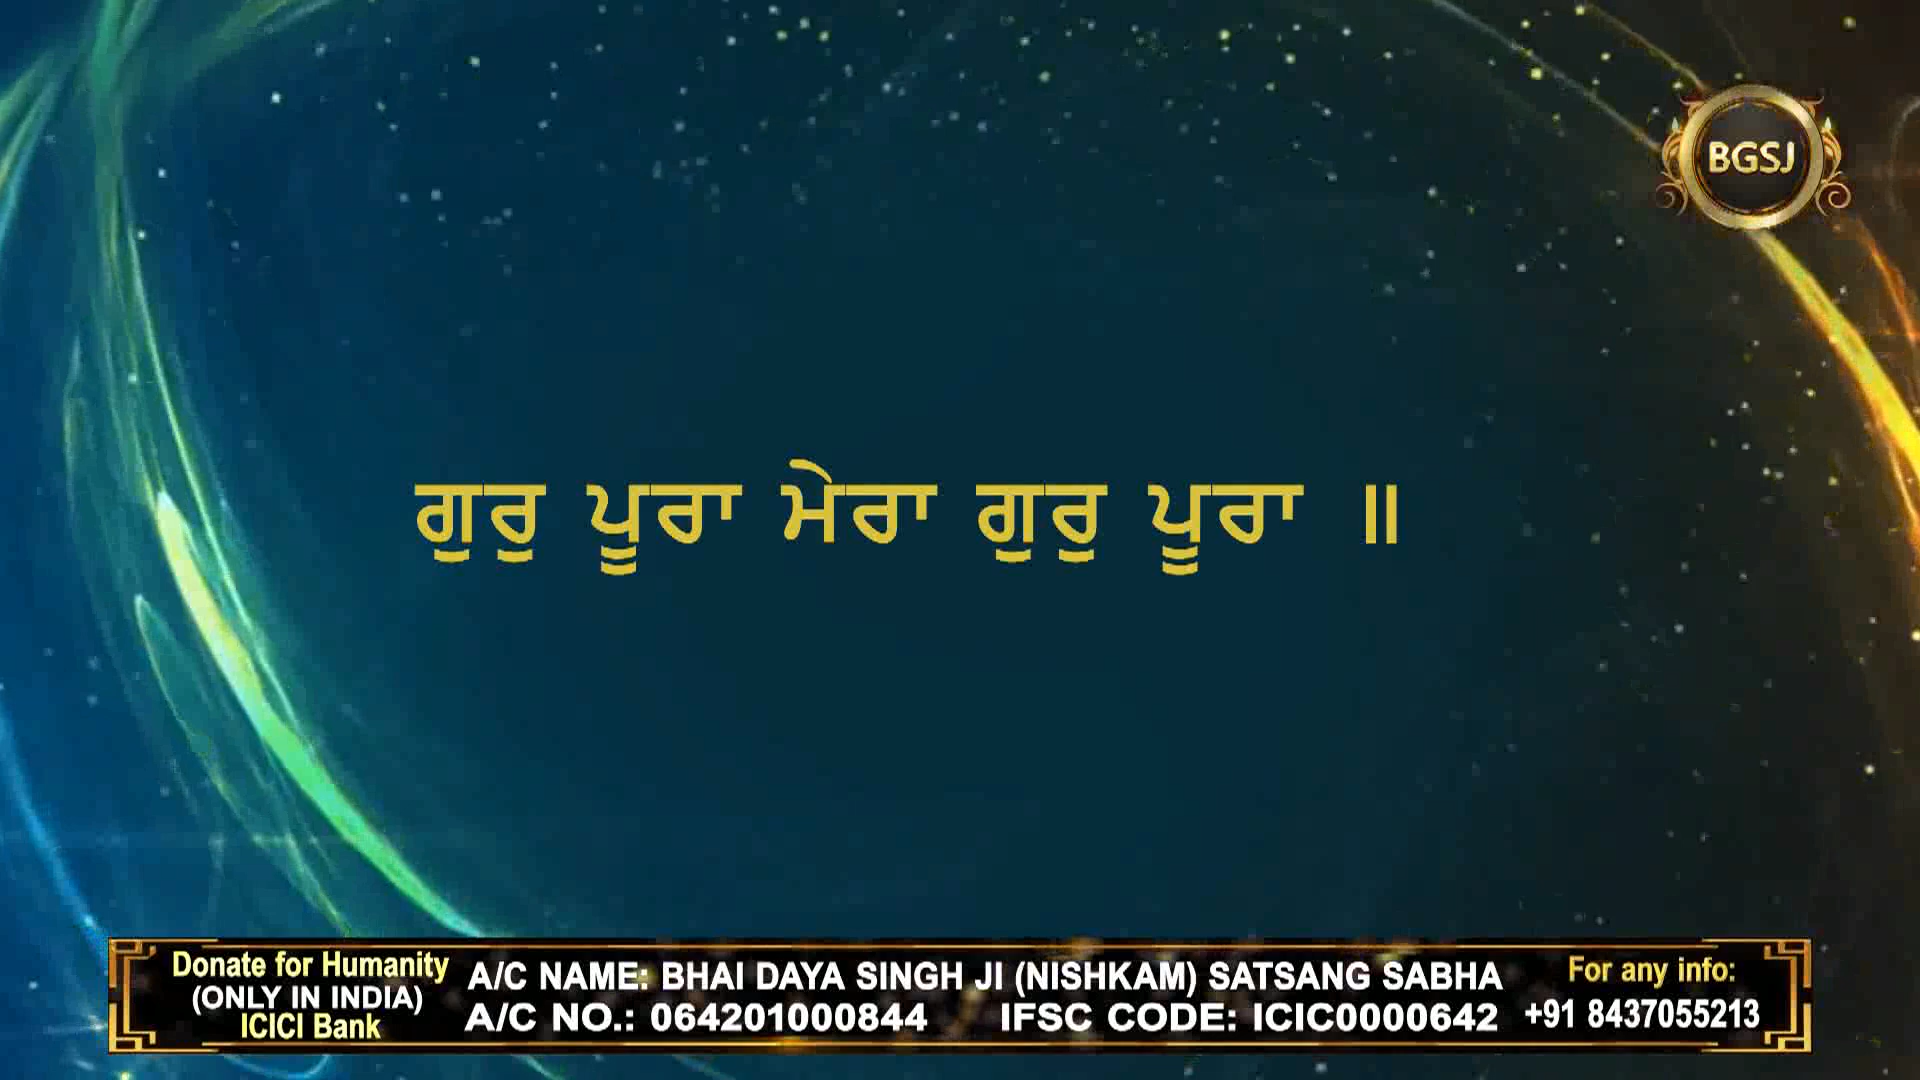 BGSJ
ਗੁਰੁ ਪੂਰਾ ਮੇਰਾ ਗੁਰੁ ਪੂਰਾ ॥
Donate for Humanity
(ONLY IN INDIA)
ICICI Bank
A/C NAME: BHAI DAYA SINGH JI (NISHKAM) SATSANG SABHA
A/C NO.: 064201000844 IFSC CODE: ICIC0000642
For any info:
+91 8437055213